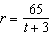 r = 65 / (t + 3)